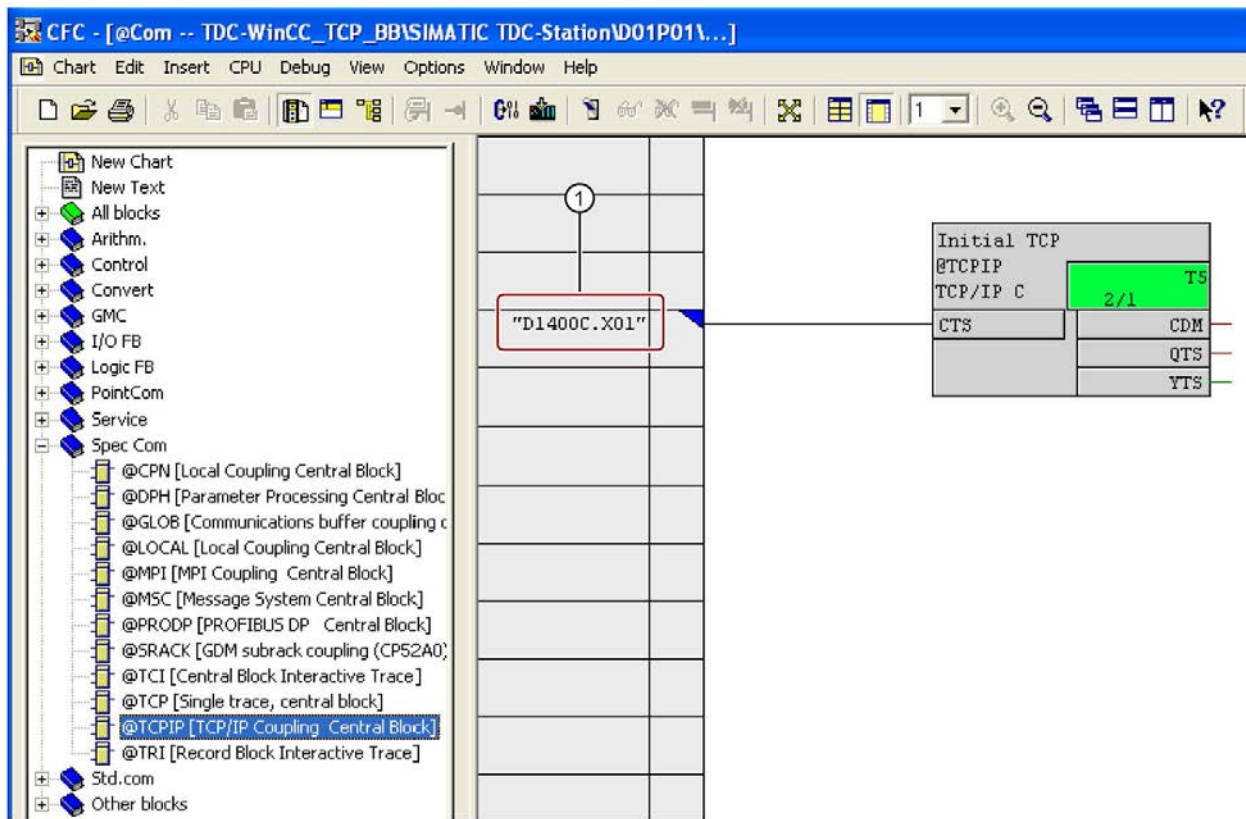 CFC - [@Com -- TDC-WinCC_TCP_BB\SIMATIC TDC-Station\D01P01\...]
Chart Edit Insert CPU Debug View Options Window Help
1
New Chart
New Text
All blocks
Arithm.
Control
Convert
GMC
I/O FB
Logic FB
PointCom
Service
Spec Com
@CPN [Local Coupling Central Block]
@DPH [Parameter Processing Central Bloc
@GLOB [Communications buffer coupling c
@LOCAL [Local Coupling Central Block]
@MPI [MPI Coupling Central Block]
@MSC [Message System Central Block]
@PRODP [PROFIBUS DP Central Block]
@SRACK [GDM subrack coupling (CP52A0)
@TCI [Central Block Interactive Trace]
@TCP [Single trace, central block]
@TCPIP [TCP/IP Coupling Central Block]
@TRI [Record Block Interactive Trace]
Std.com
Other blocks
1
"D1400C.X01"
Initial TCP
@TCPIP
TCP/IP C
T5
2/1
CTS
CDM
QTS
YTS